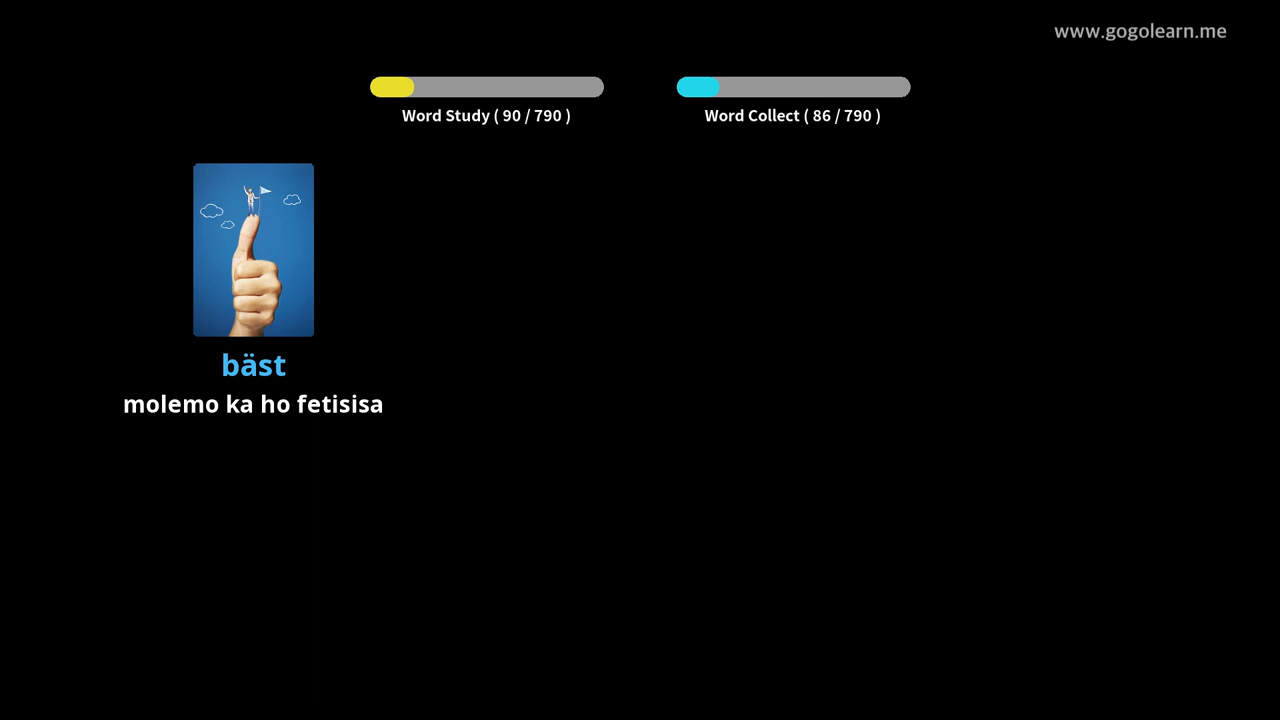 www.gogolearn.me
Word Study ( 90 / 790 )
Word Collect ( 86 / 790 )
bäst
molemo ka ho fetisisa